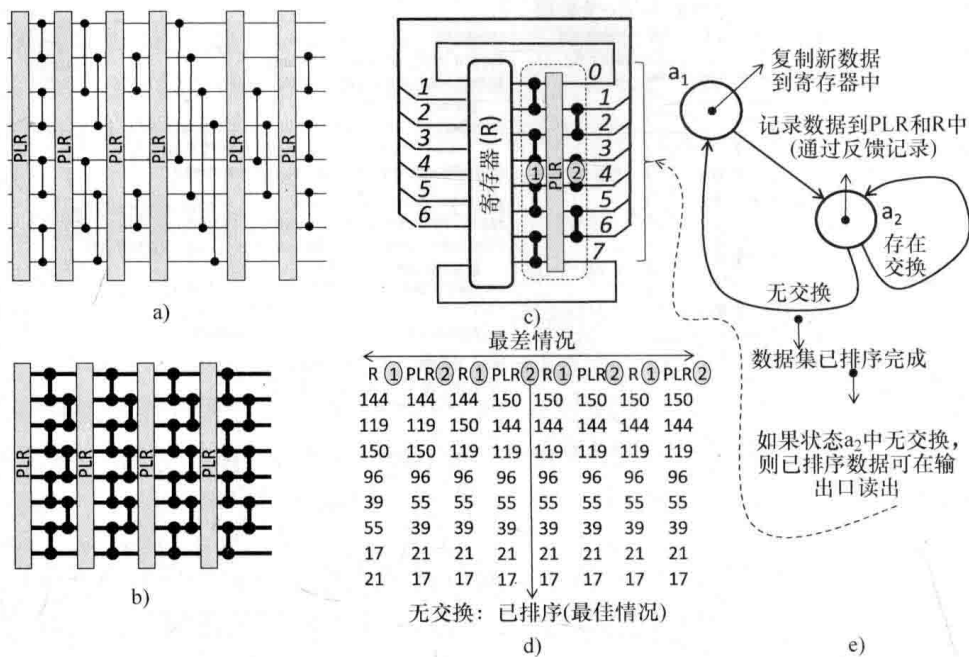 PLR
PLR
PLR
PLR
PLR
PLR
a)
PLR
PLR
PLR
PLR
b)
1
2
3
4
5
6
寄存器(R)
1
PLR
2
0
1
2
3
4
5
6
7
c)
最差情况
R ① PLR ② R ① PLR ② R ① PLR ② R ① PLR ②
144 144 144 150 150 150 150 150
119 119 150 144 144 144 144 144
150 150 119 119 119 119 119 119
96 96 96 96 96 96 96 96
39 55 55 55 55 55 55 55
55 39 39 39 39 39 39 39
17 21 21 21 21 21 21 21
21 17 17 17 17 17 17 17
无交换：已排序(最佳情况)
d)
a₁
复制新数据
到寄存器中
记录数据到PLR和R中
(通过反馈记录)
a₂
存在
交换
无交换
数据集已排序完成
如果状态a₂中无交换，
则已排序数据可在输
出口读出
e)